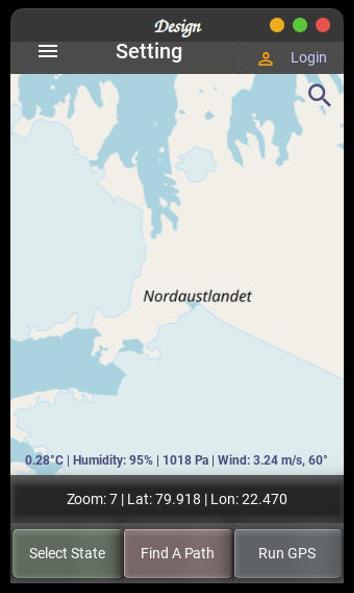 Design
Setting
Login
Nordaustlandet
0.28°C | Humidity: 95% | 1018 Pa | Wind: 3.24 m/s, 60°
Zoom: 7 | Lat: 79.918 | Lon: 22.470
Select State
Find A Path
Run GPS